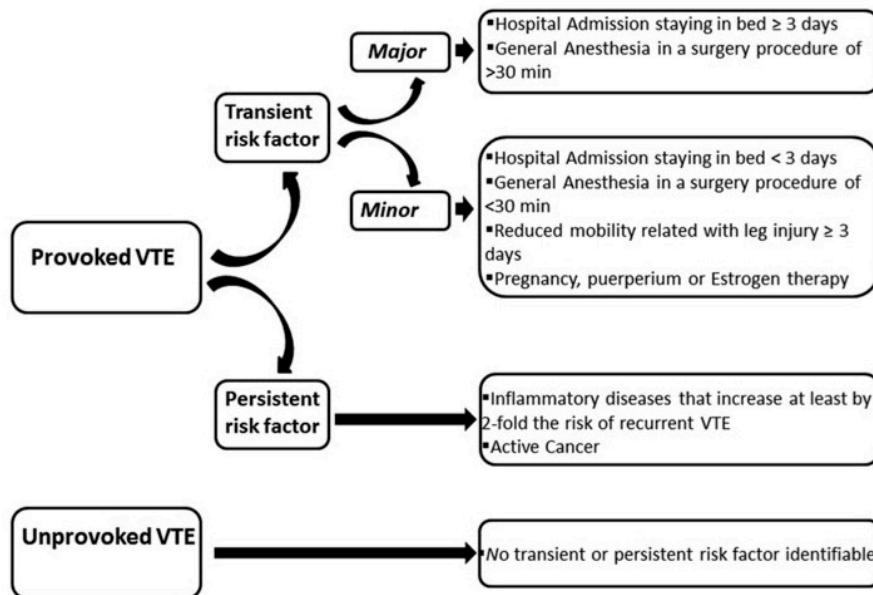 Major
▪Hospital Admission staying in bed ≥ 3 days
▪General Anesthesia in a surgery procedure of
>30 min
Transient
risk factor
Minor
▪Hospital Admission staying in bed < 3 days
▪General Anesthesia in a surgery procedure of
<30 min
▪Reduced mobility related with leg injury ≥ 3
days
▪Pregnancy, puerperium or Estrogen therapy
Provoked VTE
Persistent
risk factor
▪Inflammatory diseases that increase at least by
2-fold the risk of recurrent VTE
▪Active Cancer
Unprovoked VTE
▪No transient or persistent risk factor identifiable